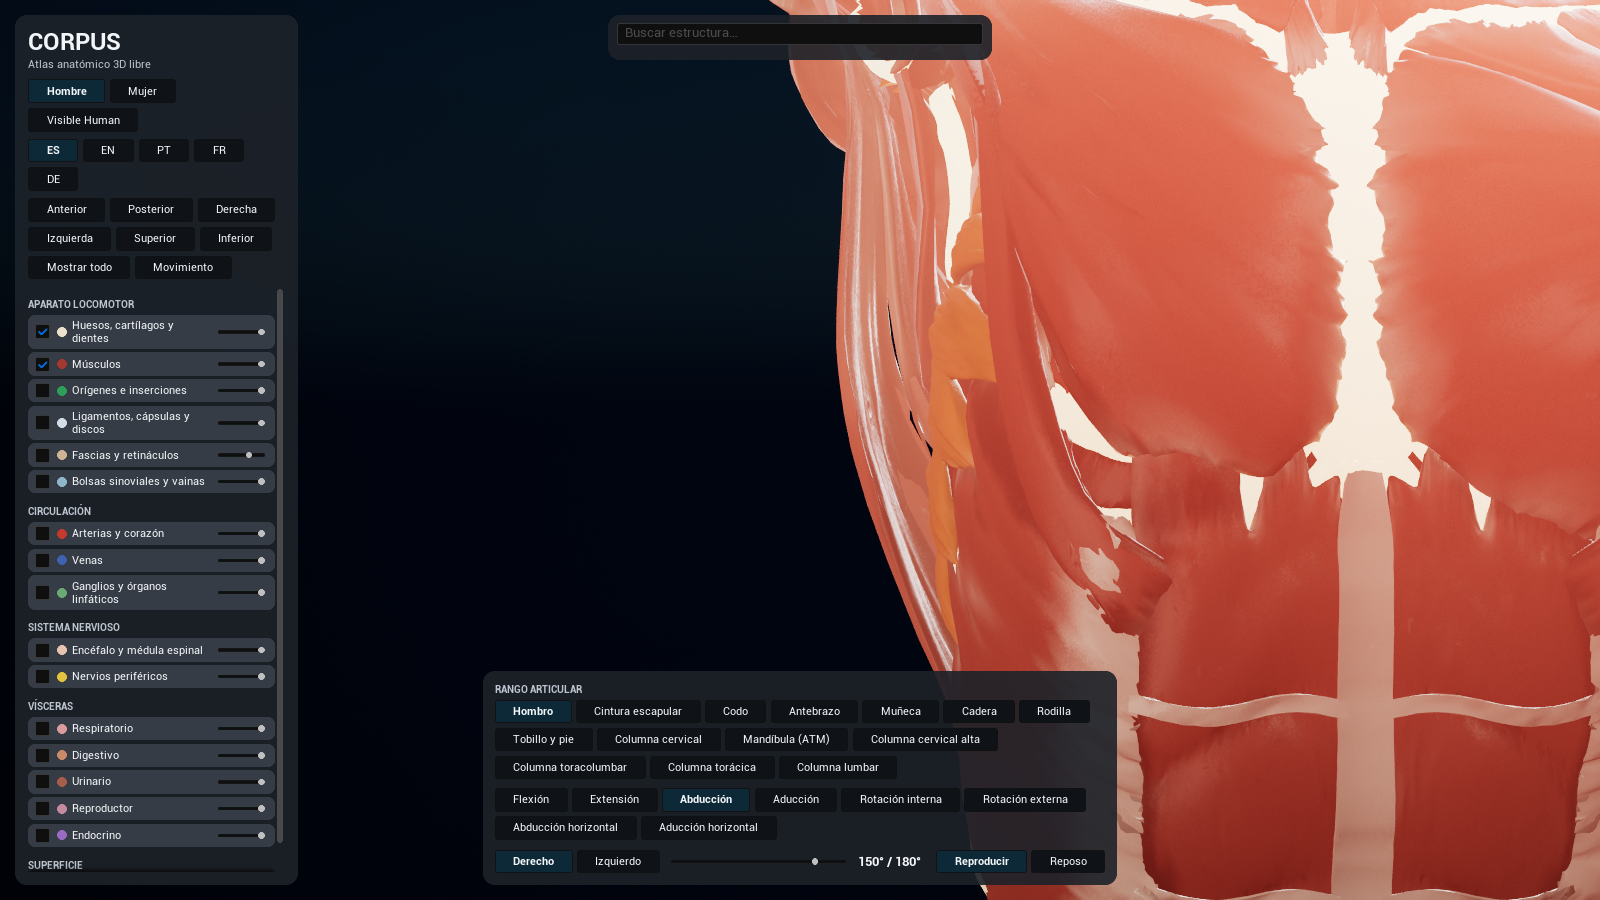 CORPUS
Atlas anatómico 3D libre
Hombre Mujer
Visible Human
ES EN PT FR
DE
Anterior Posterior Derecha
Izquierda Superior Inferior
Mostrar todo Movimiento
APARATO LOCOMOTOR
Huesos, cartílagos y
dientes
Músculos
Orígenes e inserciones
Ligamentos, cápsulas y
discos
Fascias y retináculos
Bolsas sinoviales y vainas
CIRCULACIÓN
Arterias y corazón
Venas
Ganglios y órganos
linfáticos
SISTEMA NERVIOSO
Encéfalo y médula espinal
Nervios periféricos
VÍSCERAS
Respiratorio
Digestivo
Urinario
Reproductor
Endocrino
SUPERFICIE
Buscar estructura...
RANGO ARTICULAR
Hombro Cintura escapular Codo Antebrazo Muñeca Cadera Rodilla
Tobillo y pie Columna cervical Mandíbula (ATM) Columna cervical alta
Columna toracolumbar Columna torácica Columna lumbar
Flexión Extensión Abducción Aducción Rotación interna Rotación externa
Abducción horizontal Aducción horizontal
Derecho Izquierdo 150° / 180° Reproducir Reposo